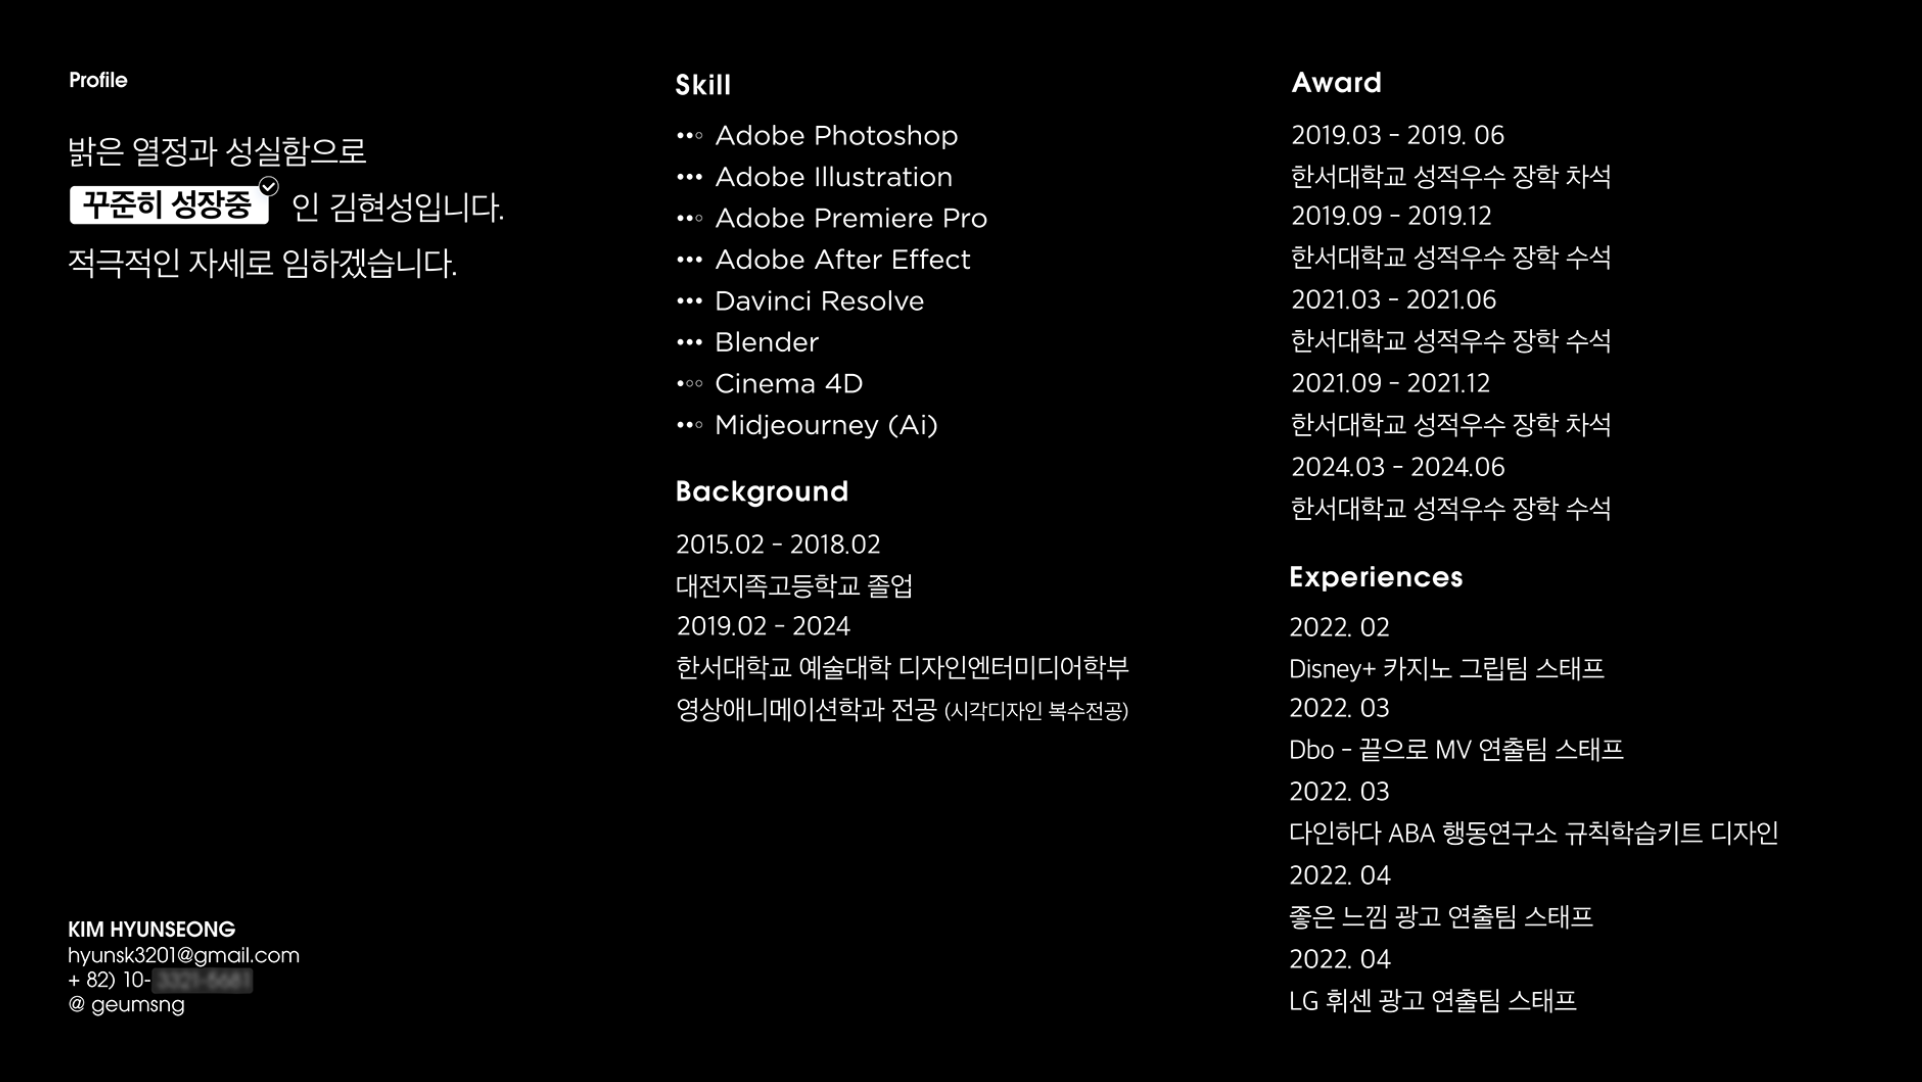 Profile
밝은 열정과 성실함으로
꾸준히 성장중 인 김현성입니다.
적극적인 자세로 임하겠습니다.
KIM HYUNSEONG
hyunsk3201@gmail.com
+ 82) 10-
@ geumsng
Skill
••◦ Adobe Photoshop
••• Adobe Illustration
••◦ Adobe Premiere Pro
••• Adobe After Effect
••• Davinci Resolve
••• Blender
•◦◦ Cinema 4D
••◦ Midjeourney (Ai)
Background
2015.02 - 2018.02
대전지족고등학교 졸업
2019.02 - 2024
한서대학교 예술대학 디자인엔터미디어학부
영상애니메이션학과 전공 (시각디자인 복수전공)
Award
2019.03 - 2019. 06
한서대학교 성적우수 장학 차석
2019.09 - 2019.12
한서대학교 성적우수 장학 수석
2021.03 - 2021.06
한서대학교 성적우수 장학 수석
2021.09 - 2021.12
한서대학교 성적우수 장학 차석
2024.03 - 2024.06
한서대학교 성적우수 장학 수석
Experiences
2022. 02
Disney+ 카지노 그립팀 스태프
2022. 03
Dbo - 끝으로 MV 연출팀 스태프
2022. 03
다인하다 ABA 행동연구소 규칙학습키트 디자인
2022. 04
좋은 느낌 광고 연출팀 스태프
2022. 04
LG 휘센 광고 연출팀 스태프